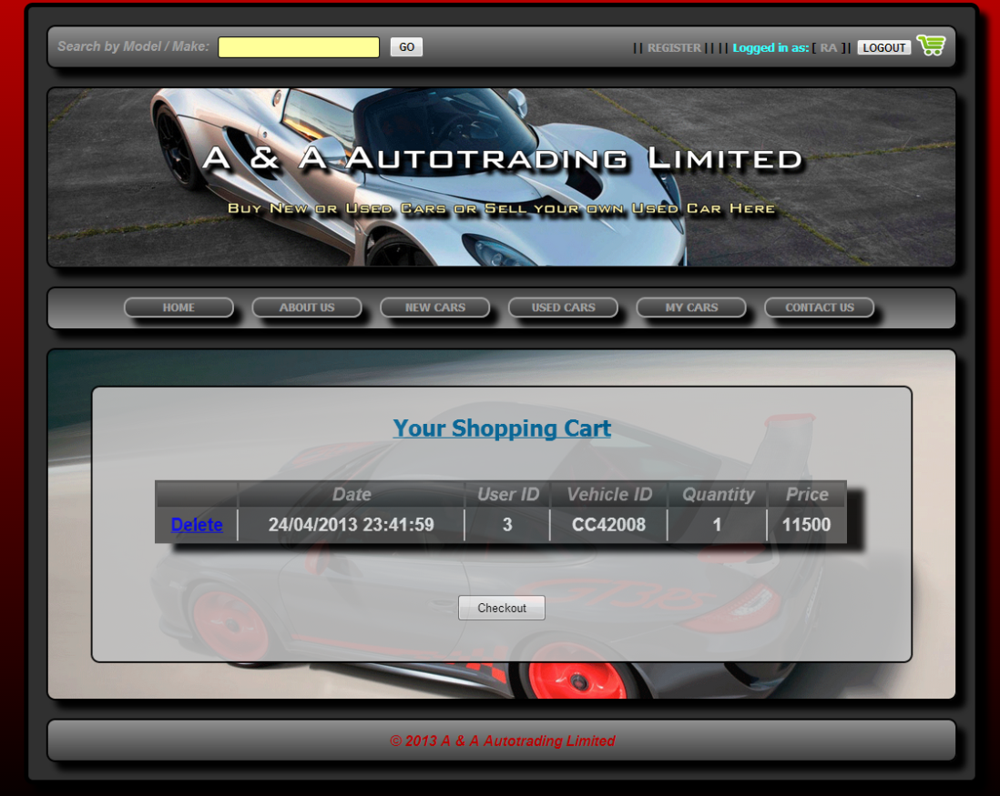 Search by Model / Make: GO || REGISTER |||| Logged in as: [ RA ]| LOGOUT
A & A Autotrading Limited
Buy New or Used Cars or Sell your own Used Car Here
HOME ABOUT US NEW CARS USED CARS MY CARS CONTACT US
Your Shopping Cart
Date User ID Vehicle ID Quantity Price
Delete 24/04/2013 23:41:59 3 CC42008 1 11500
GT3RS
Checkout
© 2013 A & A Autotrading Limited